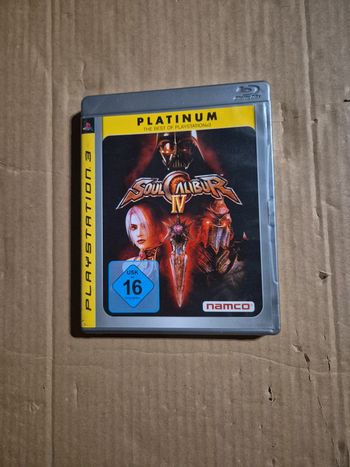 PLATINUM
THE BEST OF PLAYSTATION 3
PLAYSTATION 3
SOULCALIBUR
IV
USK
16
namco